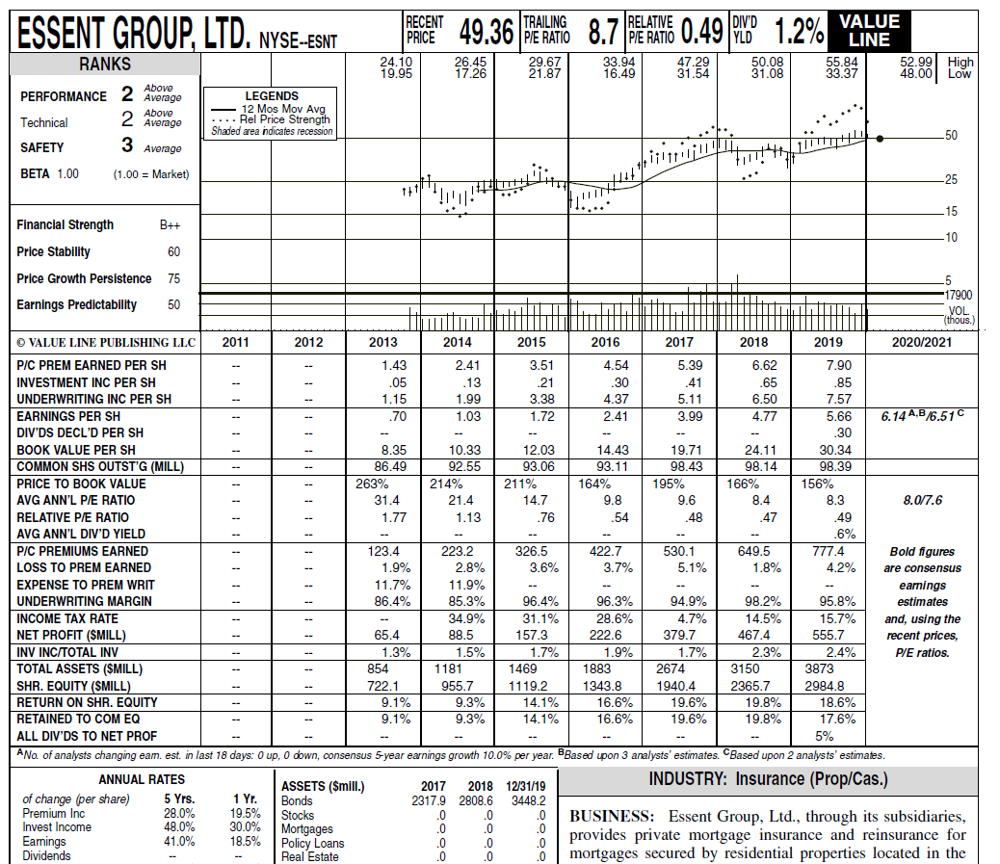 ESSENT GROUP, LTD. NYSE--ESNT
RECENT PRICE 49.36
TRAILING P/E RATIO 8.7
RELATIVE P/E RATIO 0.49
DIV'D YLD 1.2%
VALUE LINE
RANKS
24.10 26.45 29.67 33.94 47.29 50.08 55.84 52.99 High
19.95 17.26 21.87 16.49 31.54 31.08 33.37 48.00 Low
PERFORMANCE 2 Above Average
Technical 2 Above Average
SAFETY 3 Average
BETA 1.00 (1.00 = Market)
LEGENDS
12 Mos Mov Avg
Rel Price Strength
Shaded area indicates recession
50
25
15
10
5
17900
VOL.
(thous.)
Financial Strength B++
Price Stability 60
Price Growth Persistence 75
Earnings Predictability 50
© VALUE LINE PUBLISHING LLC 2011 2012 2013 2014 2015 2016 2017 2018 2019 2020/2021
P/C PREM EARNED PER SH -- -- 1.43 2.41 3.51 4.54 5.39 6.62 7.90
INVESTMENT INC PER SH -- -- .05 .13 .21 .30 .41 .65 .85
UNDERWRITING INC PER SH -- -- 1.15 1.99 3.38 4.37 5.11 6.50 7.57
EARNINGS PER SH -- -- .70 1.03 1.72 2.41 3.99 4.77 5.66 6.14 A,B/6.51 C
DIV'DS DECL'D PER SH -- -- -- -- -- -- -- -- .30
BOOK VALUE PER SH -- -- 8.35 10.33 12.03 14.43 19.71 24.11 30.34
COMMON SHS OUTST'G (MILL) -- -- 86.49 92.55 93.06 93.11 98.43 98.14 98.39
PRICE TO BOOK VALUE -- -- 263% 214% 211% 164% 195% 166% 156%
AVG ANN'L P/E RATIO -- -- 31.4 21.4 14.7 9.8 9.6 8.4 8.3 8.0/7.6
RELATIVE P/E RATIO -- -- 1.77 1.13 .76 .54 .48 .47 .49
AVG ANN'L DIV'D YIELD -- -- -- -- -- -- -- -- .6%
P/C PREMIUMS EARNED -- -- 123.4 223.2 326.5 422.7 530.1 649.5 777.4 Bold figures
LOSS TO PREM EARNED -- -- 1.9% 2.8% 3.6% 3.7% 5.1% 1.8% 4.2% are consensus
EXPENSE TO PREM WRIT -- -- 11.7% 11.9% -- -- -- -- -- earnings
UNDERWRITING MARGIN -- -- 86.4% 85.3% 96.4% 96.3% 94.9% 98.2% 95.8% estimates
INCOME TAX RATE -- -- -- 34.9% 31.1% 28.6% 4.7% 14.5% 15.7% and, using the
NET PROFIT ($MILL) -- -- 65.4 88.5 157.3 222.6 379.7 467.4 555.7 recent prices,
INV INC/TOTAL INV -- -- 1.3% 1.5% 1.7% 1.9% 1.7% 2.3% 2.4% P/E ratios.
TOTAL ASSETS ($MILL) -- -- 854 1181 1469 1883 2674 3150 3873
SHR. EQUITY ($MILL) -- -- 722.1 955.7 1119.2 1343.8 1940.4 2365.7 2984.8
RETURN ON SHR. EQUITY -- -- 9.1% 9.3% 14.1% 16.6% 19.6% 19.8% 18.6%
RETAINED TO COM EQ -- -- 9.1% 9.3% 14.1% 16.6% 19.6% 19.8% 17.6%
ALL DIV'DS TO NET PROF -- -- -- -- -- -- -- -- 5%
A No. of analysts changing earn. est. in last 18 days: 0 up, 0 down, consensus 5-year earnings growth 10.0% per year. B Based upon 3 analysts' estimates. C Based upon 2 analysts' estimates.
ANNUAL RATES
of change (per share) 5 Yrs. 1 Yr.
Premium Inc 28.0% 19.5%
Invest Income 48.0% 30.0%
Earnings 41.0% 18.5%
Dividends -- --
ASSETS ($mill.) 2017 2018 12/31/19
Bonds 2317.9 2808.6 3448.2
Stocks .0 .0 .0
Mortgages .0 .0 .0
Policy Loans .0 .0 .0
Real Estate .0 .0 .0
INDUSTRY: Insurance (Prop/Cas.)
BUSINESS: Essent Group, Ltd., through its subsidiaries,
provides private mortgage insurance and reinsurance for
mortgages secured by residential properties located in the